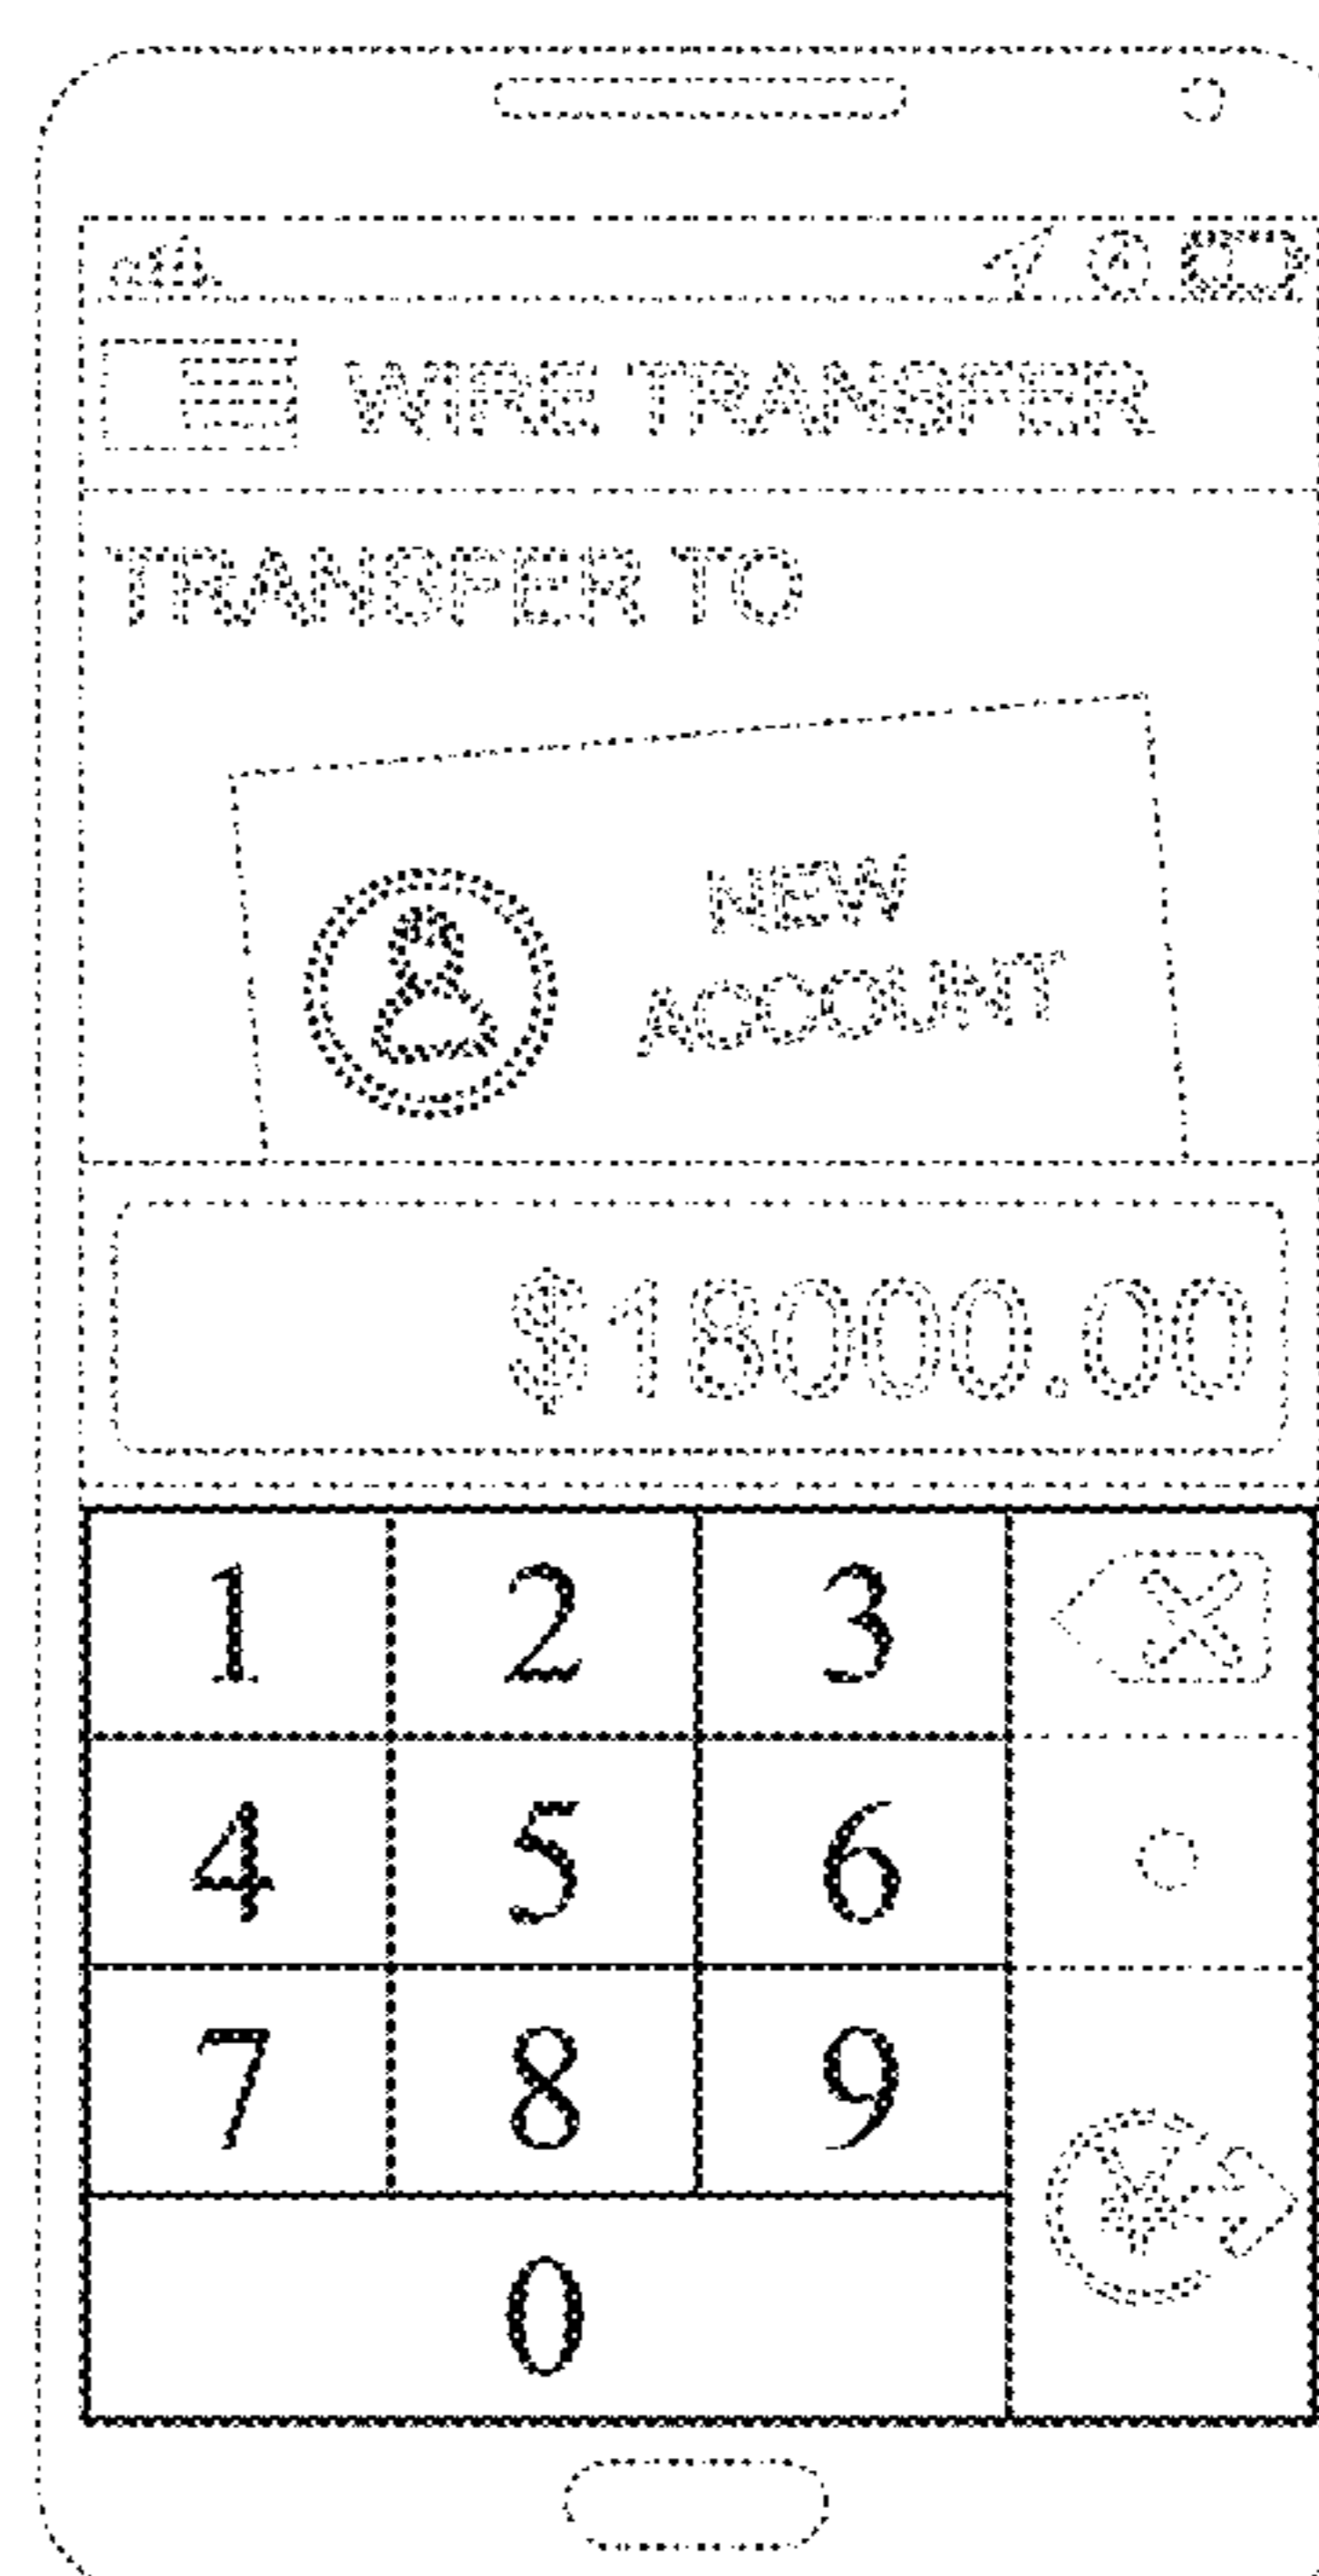 WIRE TRANSFER
TRANSFER TO
NEW
ACCOUNT
$18000.00
1 2 3
4 5 6
7 8 9
0